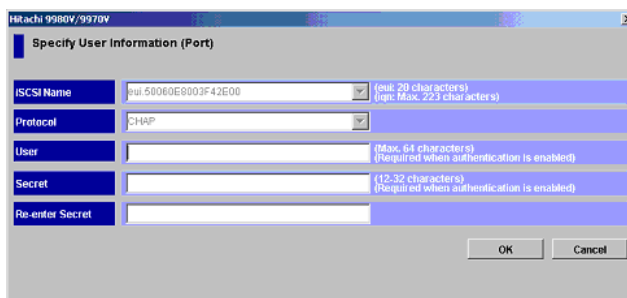 Hitachi 9980V/9970V
Specify User Information (Port)
iSCSI Name
eui.50060E8003F42E00
(eui: 20 characters)
(iqn: Max. 223 characters)
Protocol
CHAP
User
(Max. 64 characters)
(Required when authentication is enabled)
Secret
(12-32 characters)
(Required when authentication is enabled)
Re-enter Secret
OK
Cancel